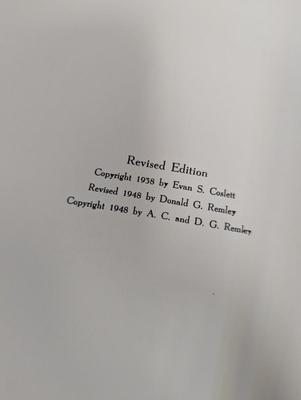 Revised Edition
Copyright 1938 by Evan S. Coslett
Revised 1948 by Donald G. Remley
Copyright 1948 by A. C. and D. G. Remley